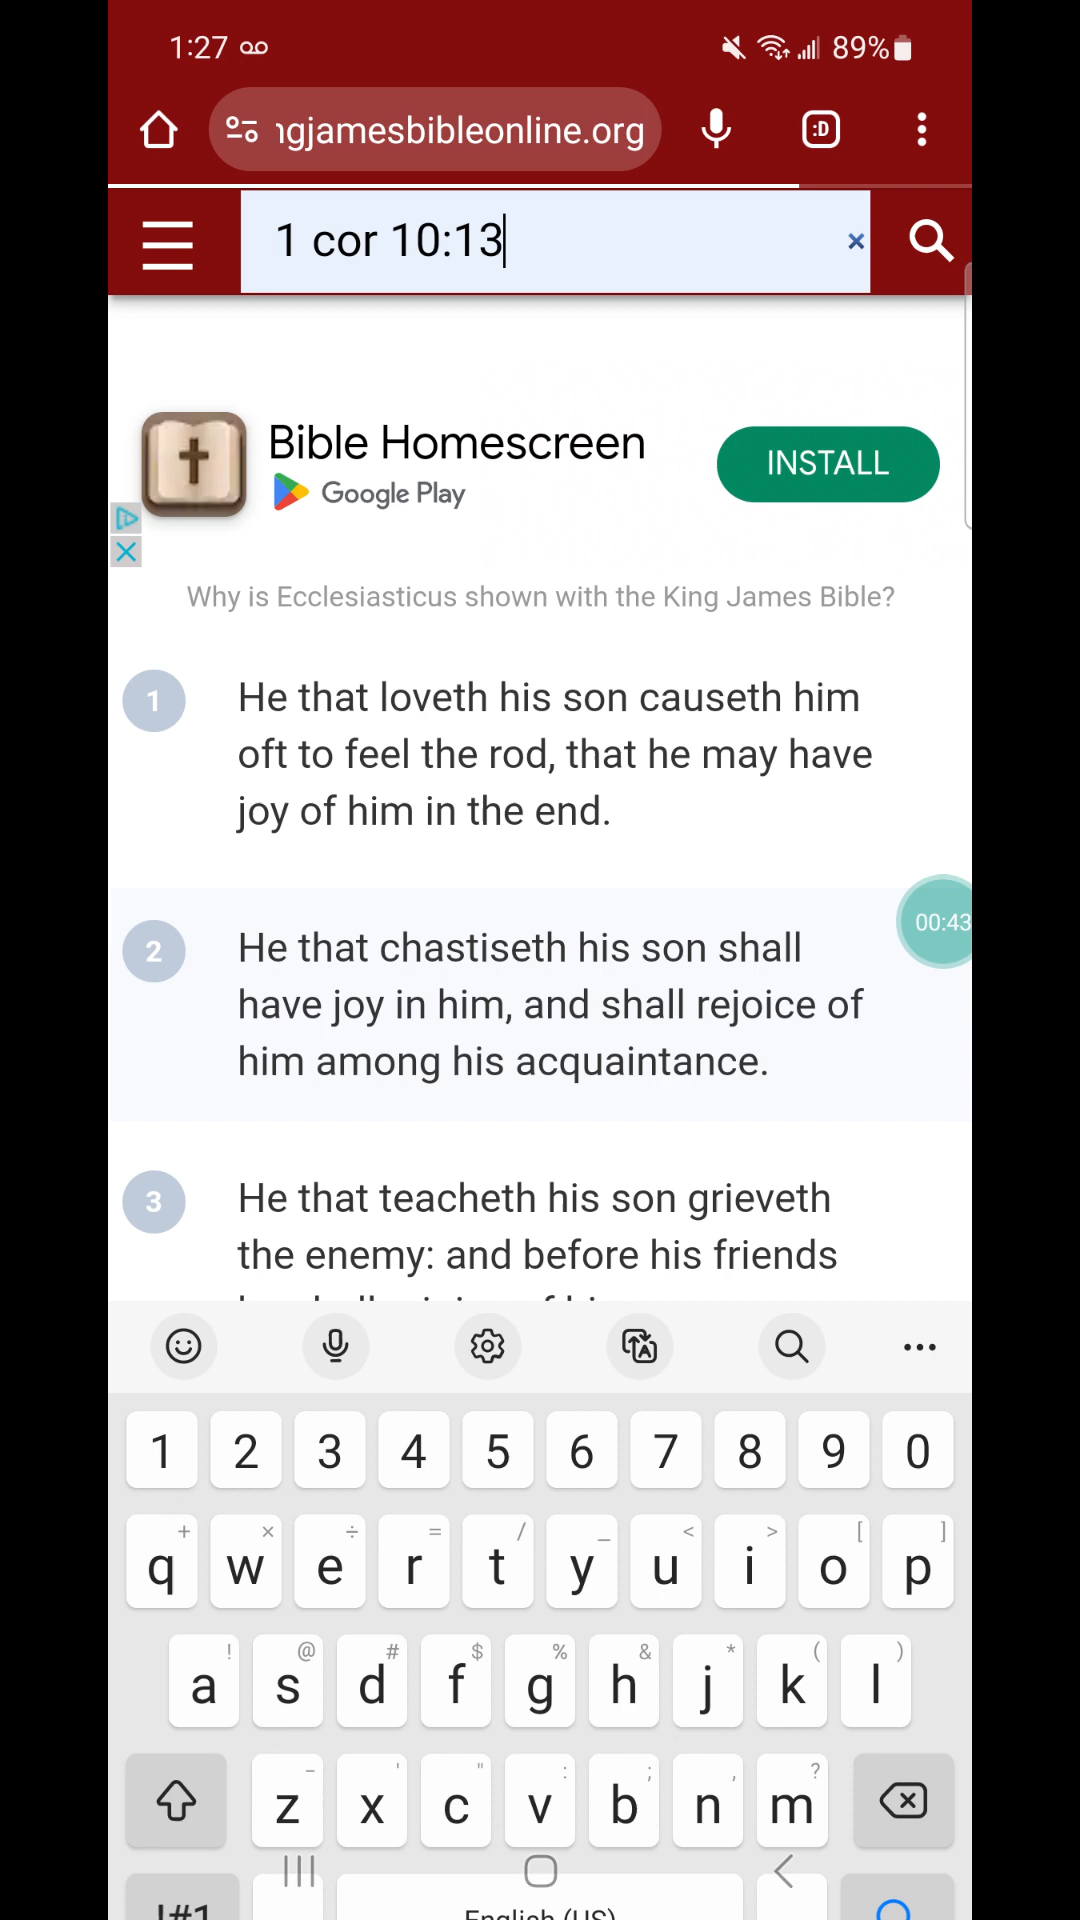 1:27
89%
ngjamesbibleonline.org
:D
1 cor 10:13
×
Bible Homescreen
Google Play
INSTALL
Why is Ecclesiasticus shown with the King James Bible?
1 He that loveth his son causeth him
oft to feel the rod, that he may have
joy of him in the end.
00:43
2 He that chastiseth his son shall
have joy in him, and shall rejoice of
him among his acquaintance.
3 He that teacheth his son grieveth
the enemy: and before his friends
1 2 3 4 5 6 7 8 9 0
+ × ÷ = / _ < > [ ]
q w e r t y u i o p
! @ # $ % & * ( )
a s d f g h j k l
- ' " : ; , ?
z x c v b n m
!#1
English (US)